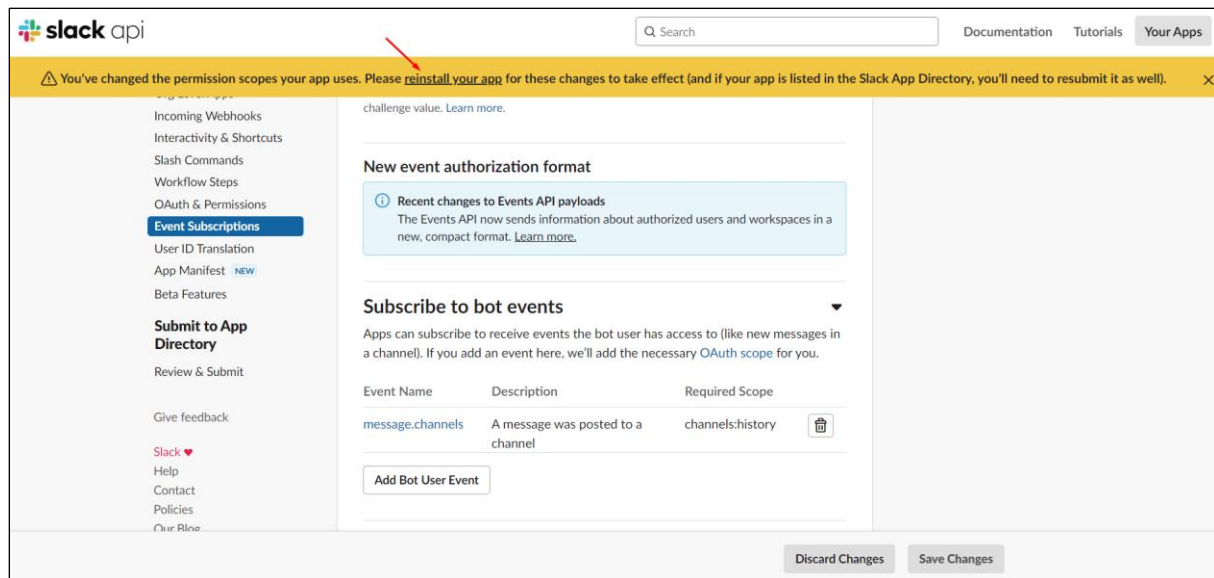 slack api
Search
Documentation
Tutorials
Your Apps
You've changed the permission scopes your app uses. Please reinstall your app for these changes to take effect (and if your app is listed in the Slack App Directory, you'll need to resubmit it as well).
Incoming Webhooks
Interactivity & Shortcuts
Slash Commands
Workflow Steps
OAuth & Permissions
Event Subscriptions
User ID Translation
App Manifest NEW
Beta Features
Submit to App
Directory
Review & Submit
Give feedback
Slack ♥
Help
Contact
Policies
Our Blog
challenge value. Learn more.
New event authorization format
Recent changes to Events API payloads
The Events API now sends information about authorized users and workspaces in a
new, compact format. Learn more.
Subscribe to bot events
Apps can subscribe to receive events the bot user has access to (like new messages in
a channel). If you add an event here, we'll add the necessary OAuth scope for you.
Event Name Description Required Scope
message.channels A message was posted to a channels:history
channel
Add Bot User Event
Discard Changes
Save Changes